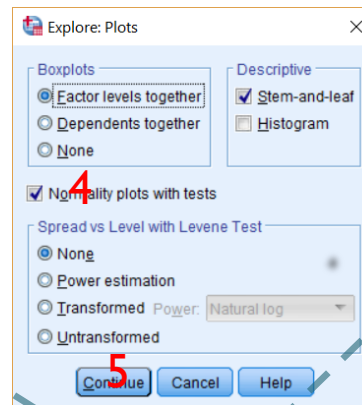 Explore: Plots
Boxplots
Factor levels together
Dependents together
None
Descriptive
Stem-and-leaf
Histogram
4
Normality plots with tests
Spread vs Level with Levene Test
None
Power estimation
Transformed Power: Natural log
Untransformed
5
Continue Cancel Help